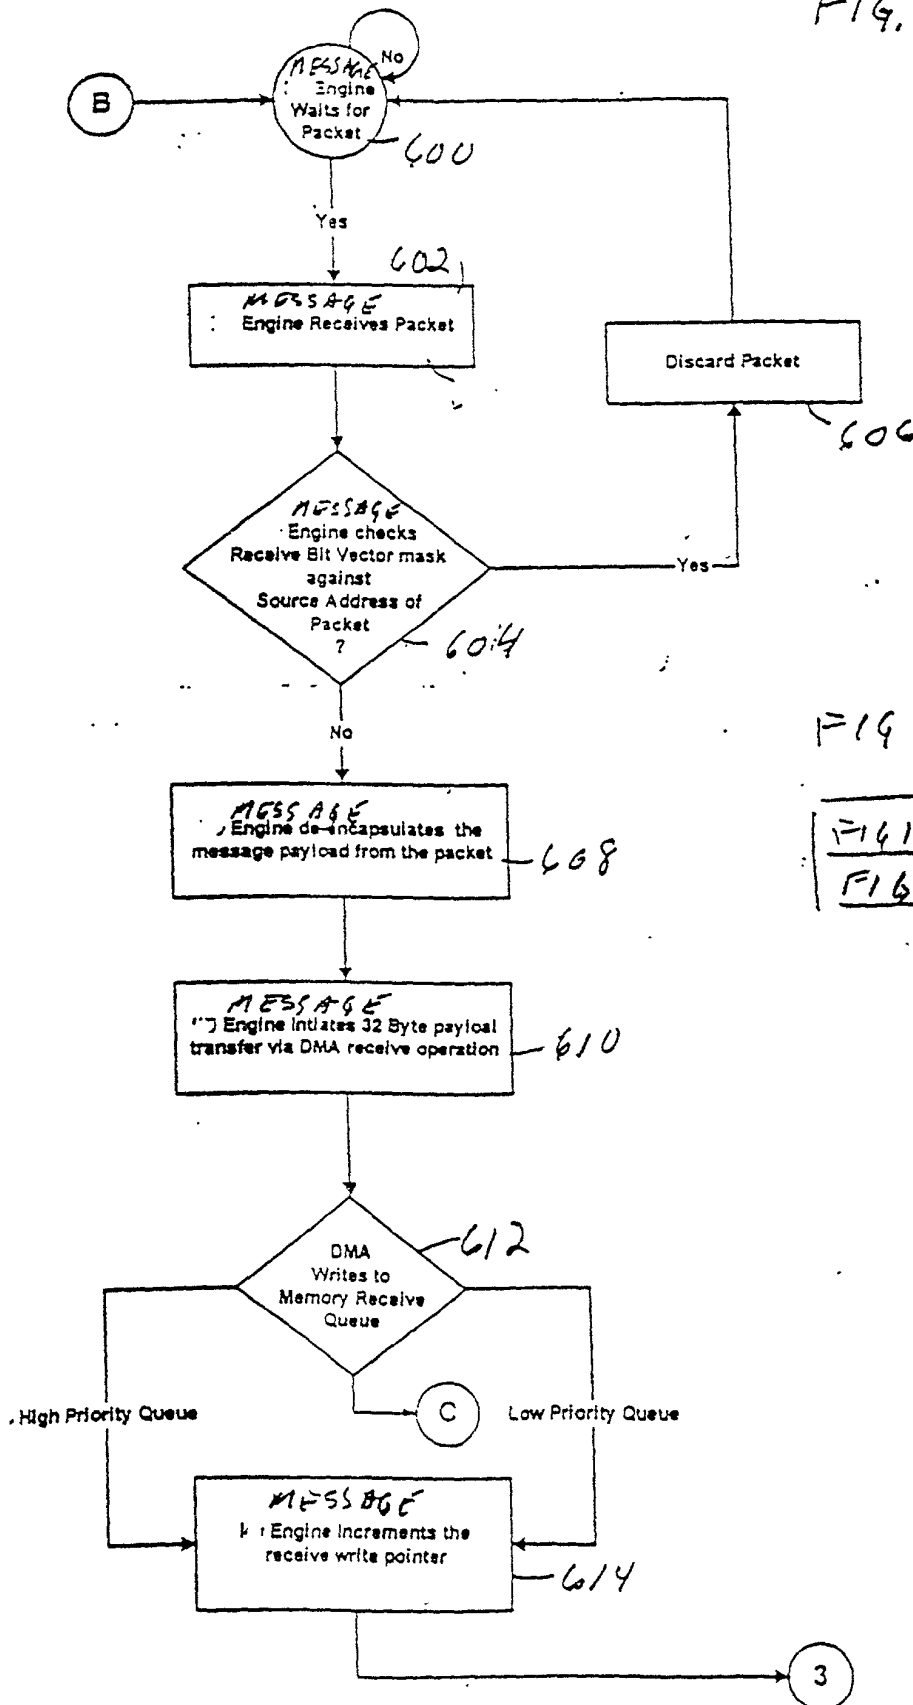 FIG.
No
MESSAGE
Engine
Waits for
Packet
B
600
Yes
602
MESSAGE
Engine Receives Packet
Discard Packet
606
MESSAGE
Engine checks
Receive Bit Vector mask
against
Source Address of
Packet
?
Yes
604
No
FIG
MESSAGE
Engine de-encapsulates the
message payload from the packet
608
FIG 1
FIG
MESSAGE
Engine Intiates 32 Byte payloal
transfer via DMA receive operation
610
612
DMA
Writes to
Memory Receive
Queue
High Priority Queue
C
Low Priority Queue
MESSAGE
Engine Increments the
receive write pointer
614
3